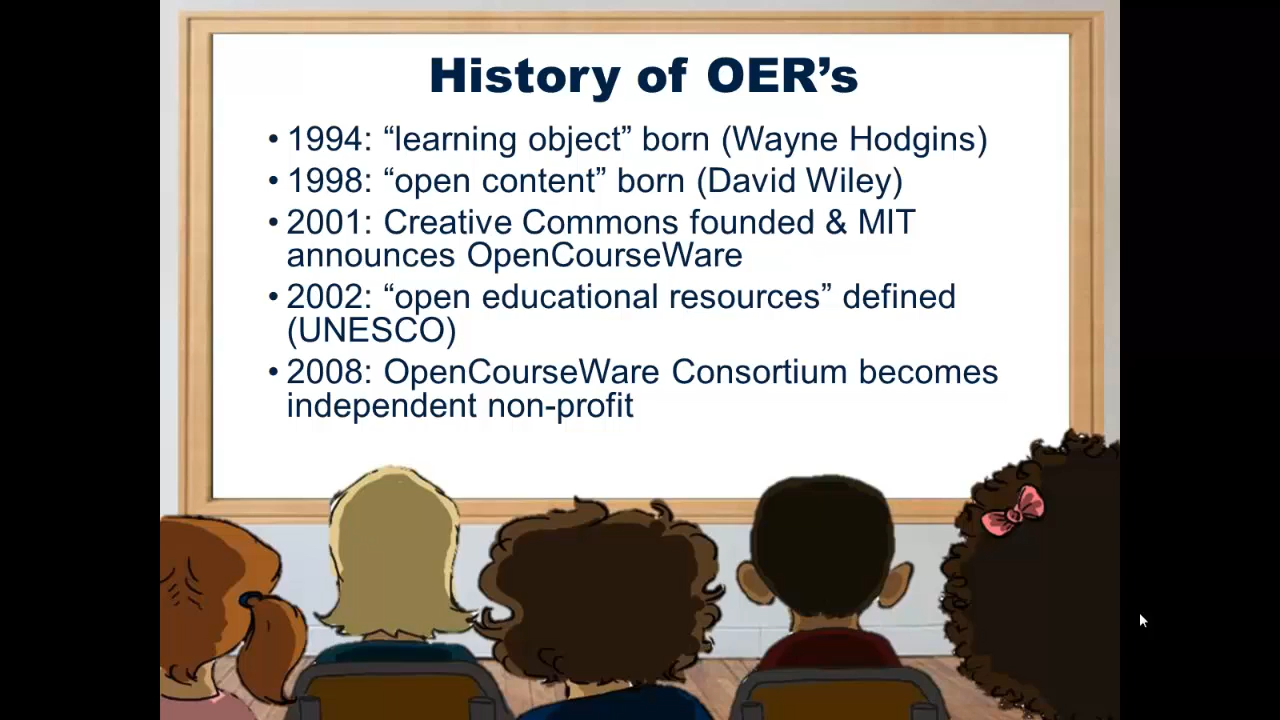 History of OER’s
• 1994: “learning object” born (Wayne Hodgins)
• 1998: “open content” born (David Wiley)
• 2001: Creative Commons founded & MIT
announces OpenCourseWare
• 2002: “open educational resources” defined
(UNESCO)
• 2008: OpenCourseWare Consortium becomes
independent non-profit